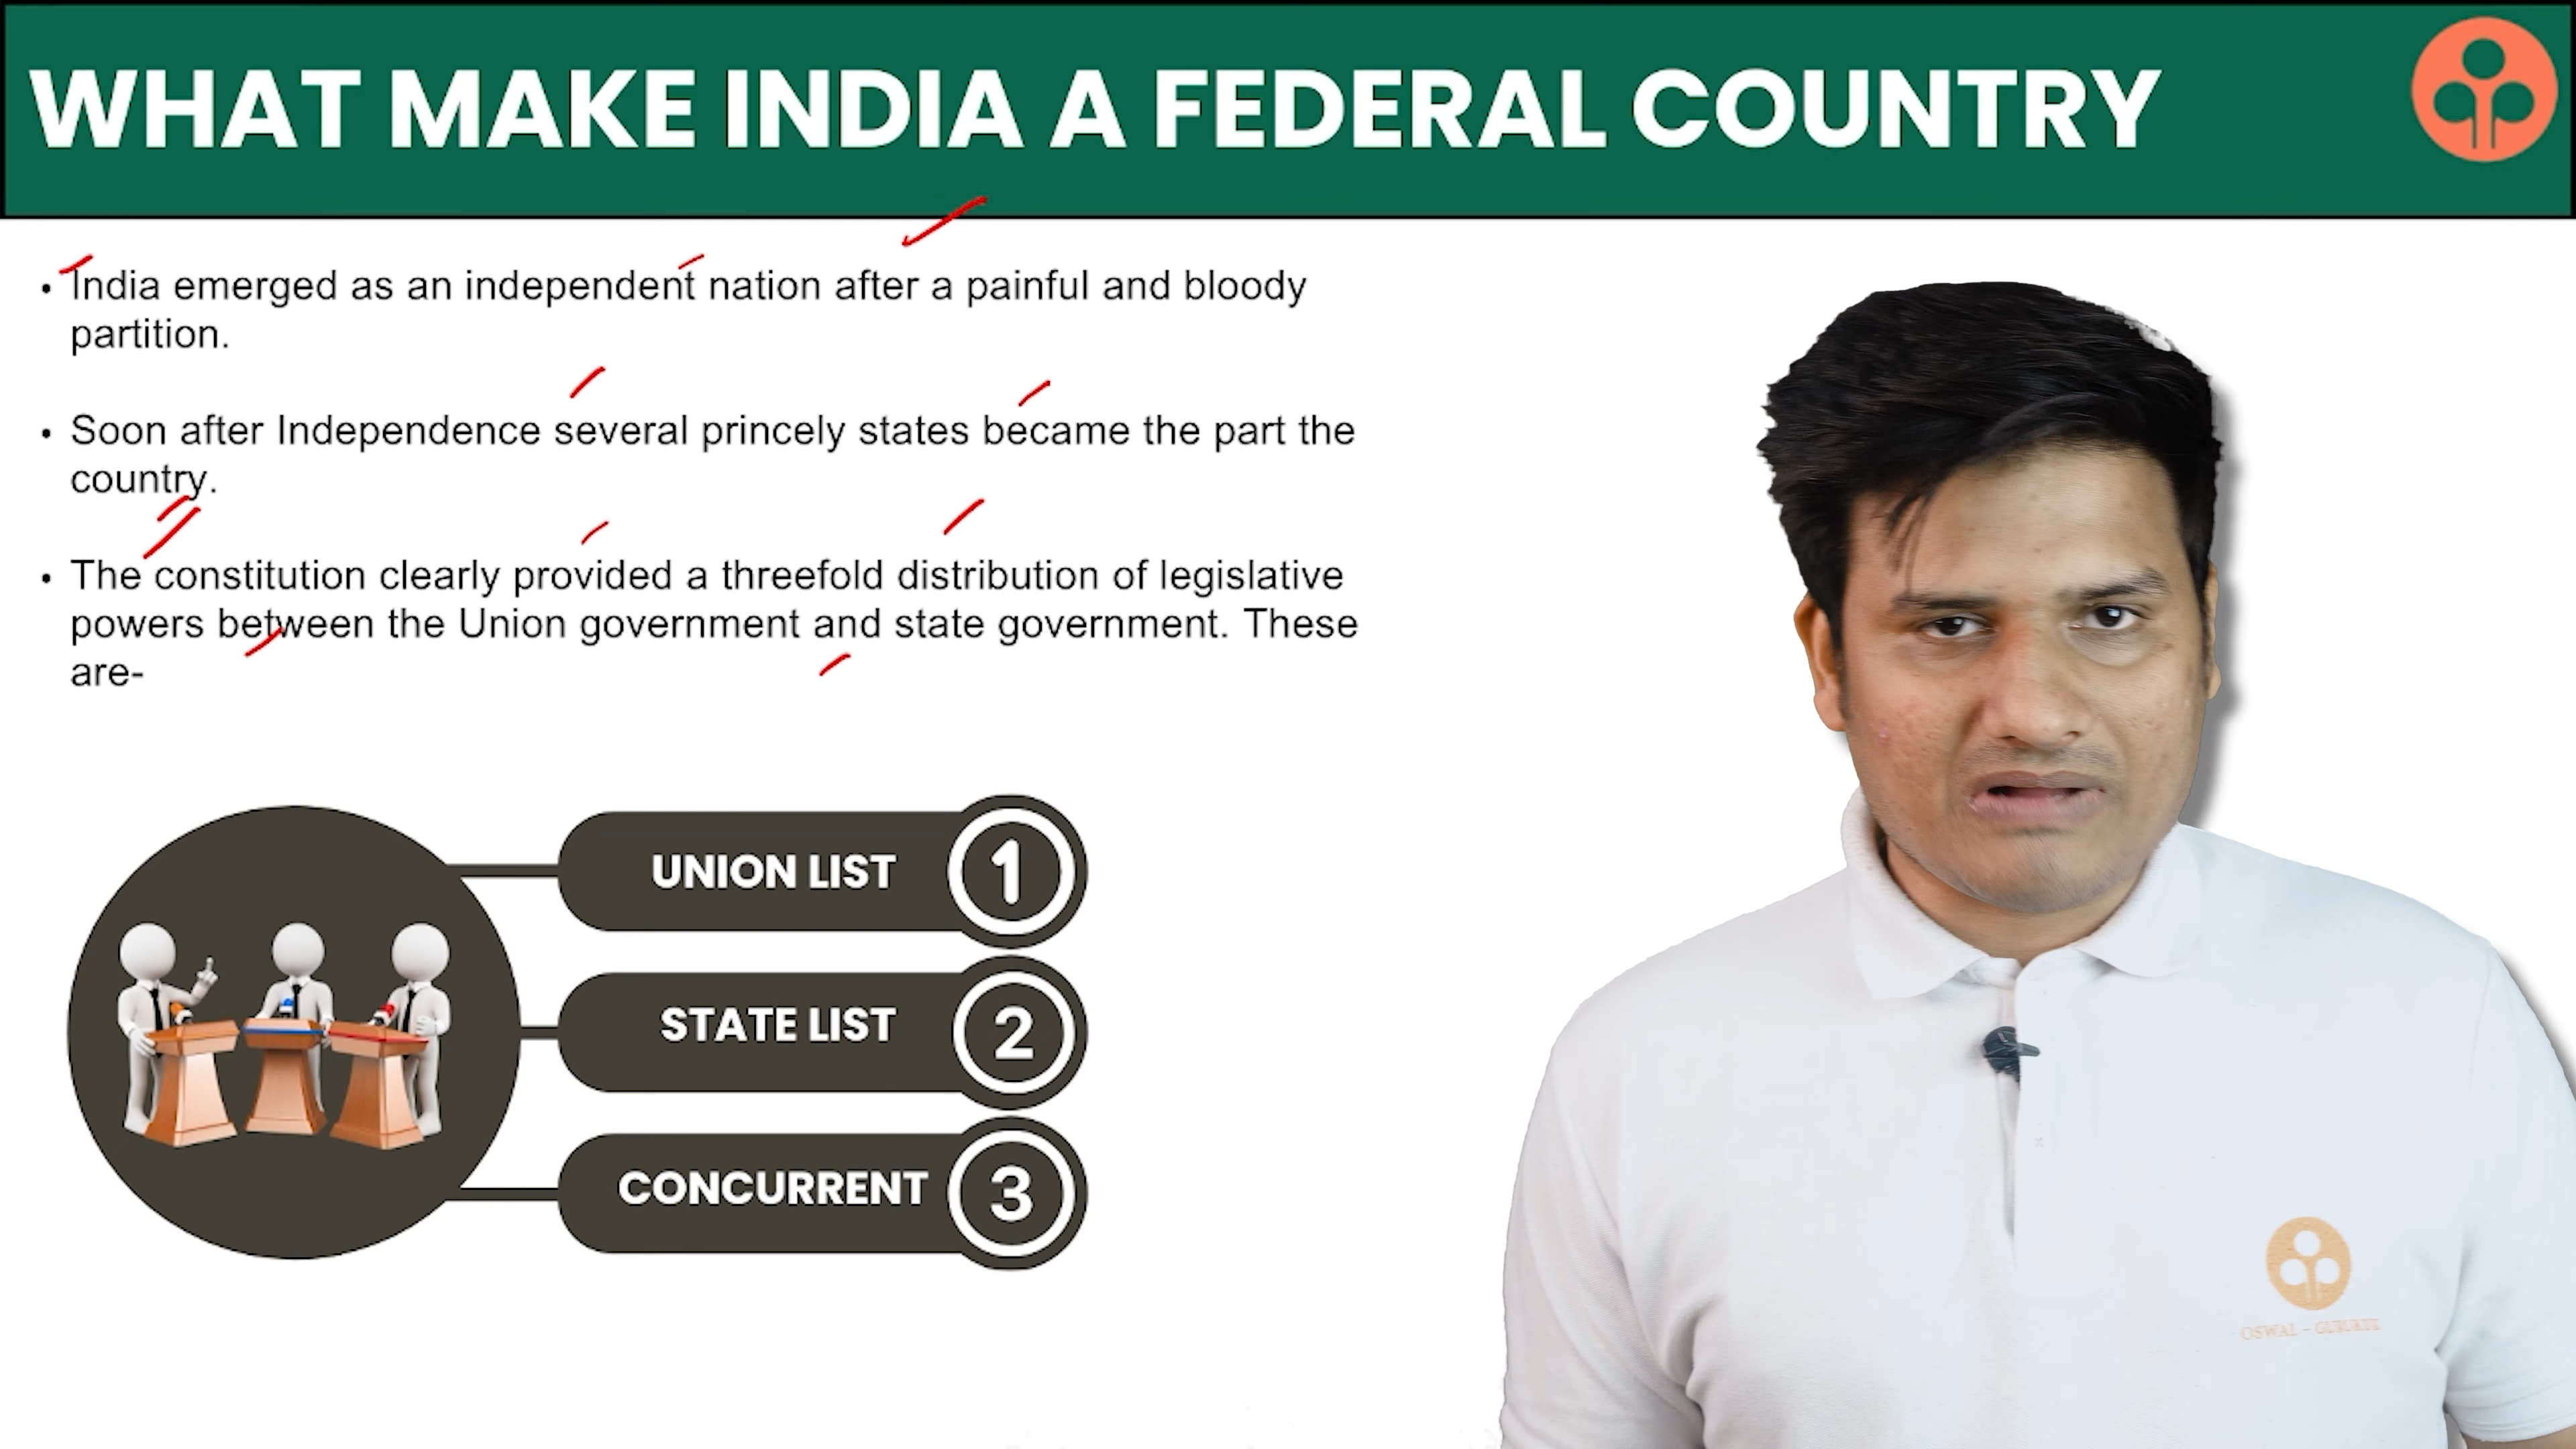 WHAT MAKE INDIA A FEDERAL COUNTRY
• India emerged as an independent nation after a painful and bloody
partition.
• Soon after Independence several princely states became the part the
country.
• The constitution clearly provided a threefold distribution of legislative
powers between the Union government and state government. These
are-
UNION LIST 1
STATE LIST 2
CONCURRENT 3
OSWAL – GURUKUL